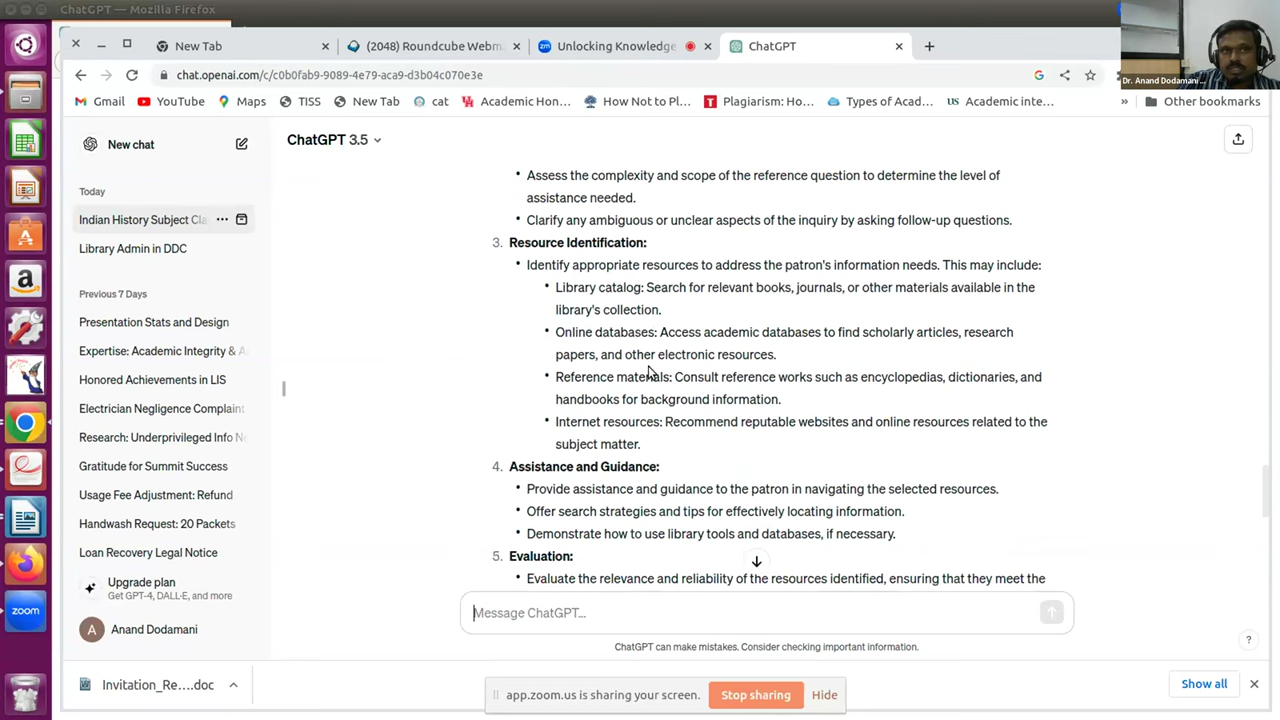 ChatGPT — Mozilla Firefox
New Tab
(2048) Roundcube Webm
Unlocking Knowledge
ChatGPT
Dr. Anand Dodamani ...
chat.openai.com/c/c0b0fab9-9089-4e79-aca9-d3b04c070e3e
Gmail
YouTube
Maps
TISS
New Tab
cat
Academic Hon...
How Not to Pl...
Plagiarism: Ho...
Types of Acad...
US Academic inte...
» Other bookmarks
New chat
ChatGPT 3.5
Today
Indian History Subject Cla
Library Admin in DDC
Previous 7 Days
Presentation Stats and Design
Expertise: Academic Integrity & A
Honored Achievements in LIS
Electrician Negligence Complaint
Research: Underprivileged Info N
Gratitude for Summit Success
Usage Fee Adjustment: Refund
Handwash Request: 20 Packets
Loan Recovery Legal Notice
Upgrade plan
Get GPT-4, DALL·E, and more
A Anand Dodamani
• Assess the complexity and scope of the reference question to determine the level of
assistance needed.
• Clarify any ambiguous or unclear aspects of the inquiry by asking follow-up questions.
3. Resource Identification:
• Identify appropriate resources to address the patron's information needs. This may include:
• Library catalog: Search for relevant books, journals, or other materials available in the
library's collection.
• Online databases: Access academic databases to find scholarly articles, research
papers, and other electronic resources.
• Reference materials: Consult reference works such as encyclopedias, dictionaries, and
handbooks for background information.
• Internet resources: Recommend reputable websites and online resources related to the
subject matter.
4. Assistance and Guidance:
• Provide assistance and guidance to the patron in navigating the selected resources.
• Offer search strategies and tips for effectively locating information.
• Demonstrate how to use library tools and databases, if necessary.
5. Evaluation:
• Evaluate the relevance and reliability of the resources identified, ensuring that they meet the
Message ChatGPT...
ChatGPT can make mistakes. Consider checking important information.
?
Invitation_Re....doc
app.zoom.us is sharing your screen.
Stop sharing
Hide
Show all
zoom